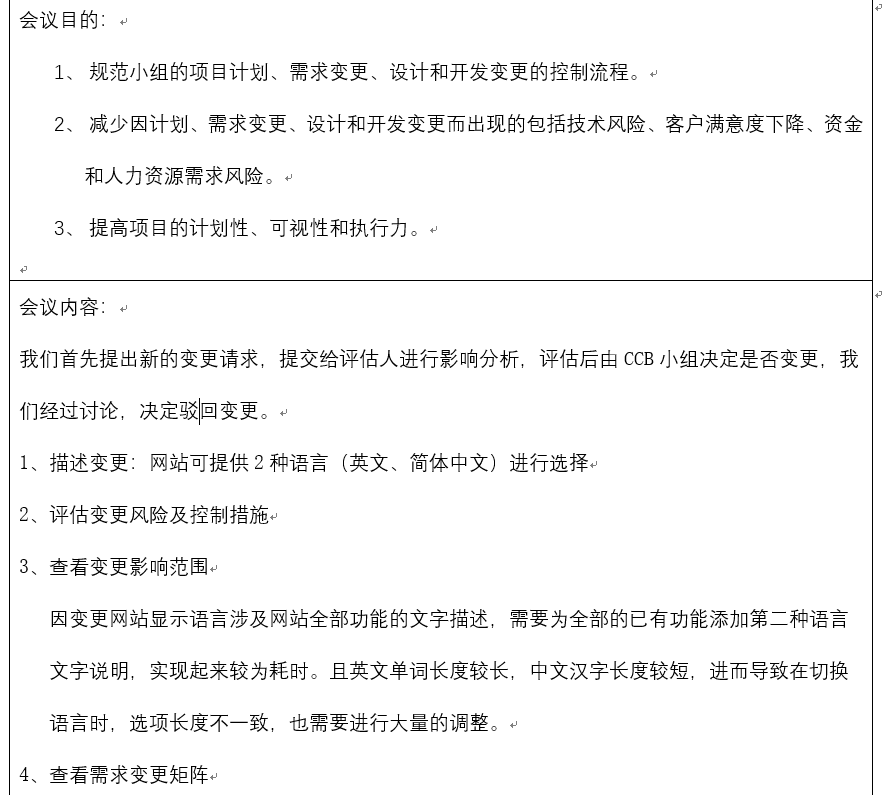 会议目的：
1、 规范小组的项目计划、需求变更、设计和开发变更的控制流程。
2、 减少因计划、需求变更、设计和开发变更而出现的包括技术风险、客户满意度下降、资金
和人力资源需求风险。
3、 提高项目的计划性、可视性和执行力。
会议内容：
我们首先提出新的变更请求，提交给评估人进行影响分析，评估后由 CCB 小组决定是否变更，我
们经过讨论，决定驳回变更。
1、描述变更：网站可提供 2 种语言（英文、简体中文）进行选择
2、评估变更风险及控制措施
3、查看变更影响范围
因变更网站显示语言涉及网站全部功能的文字描述，需要为全部的已有功能添加第二种语言
文字说明，实现起来较为耗时。且英文单词长度较长，中文汉字长度较短，进而导致在切换
语言时，选项长度不一致，也需要进行大量的调整。
4、查看需求变更矩阵